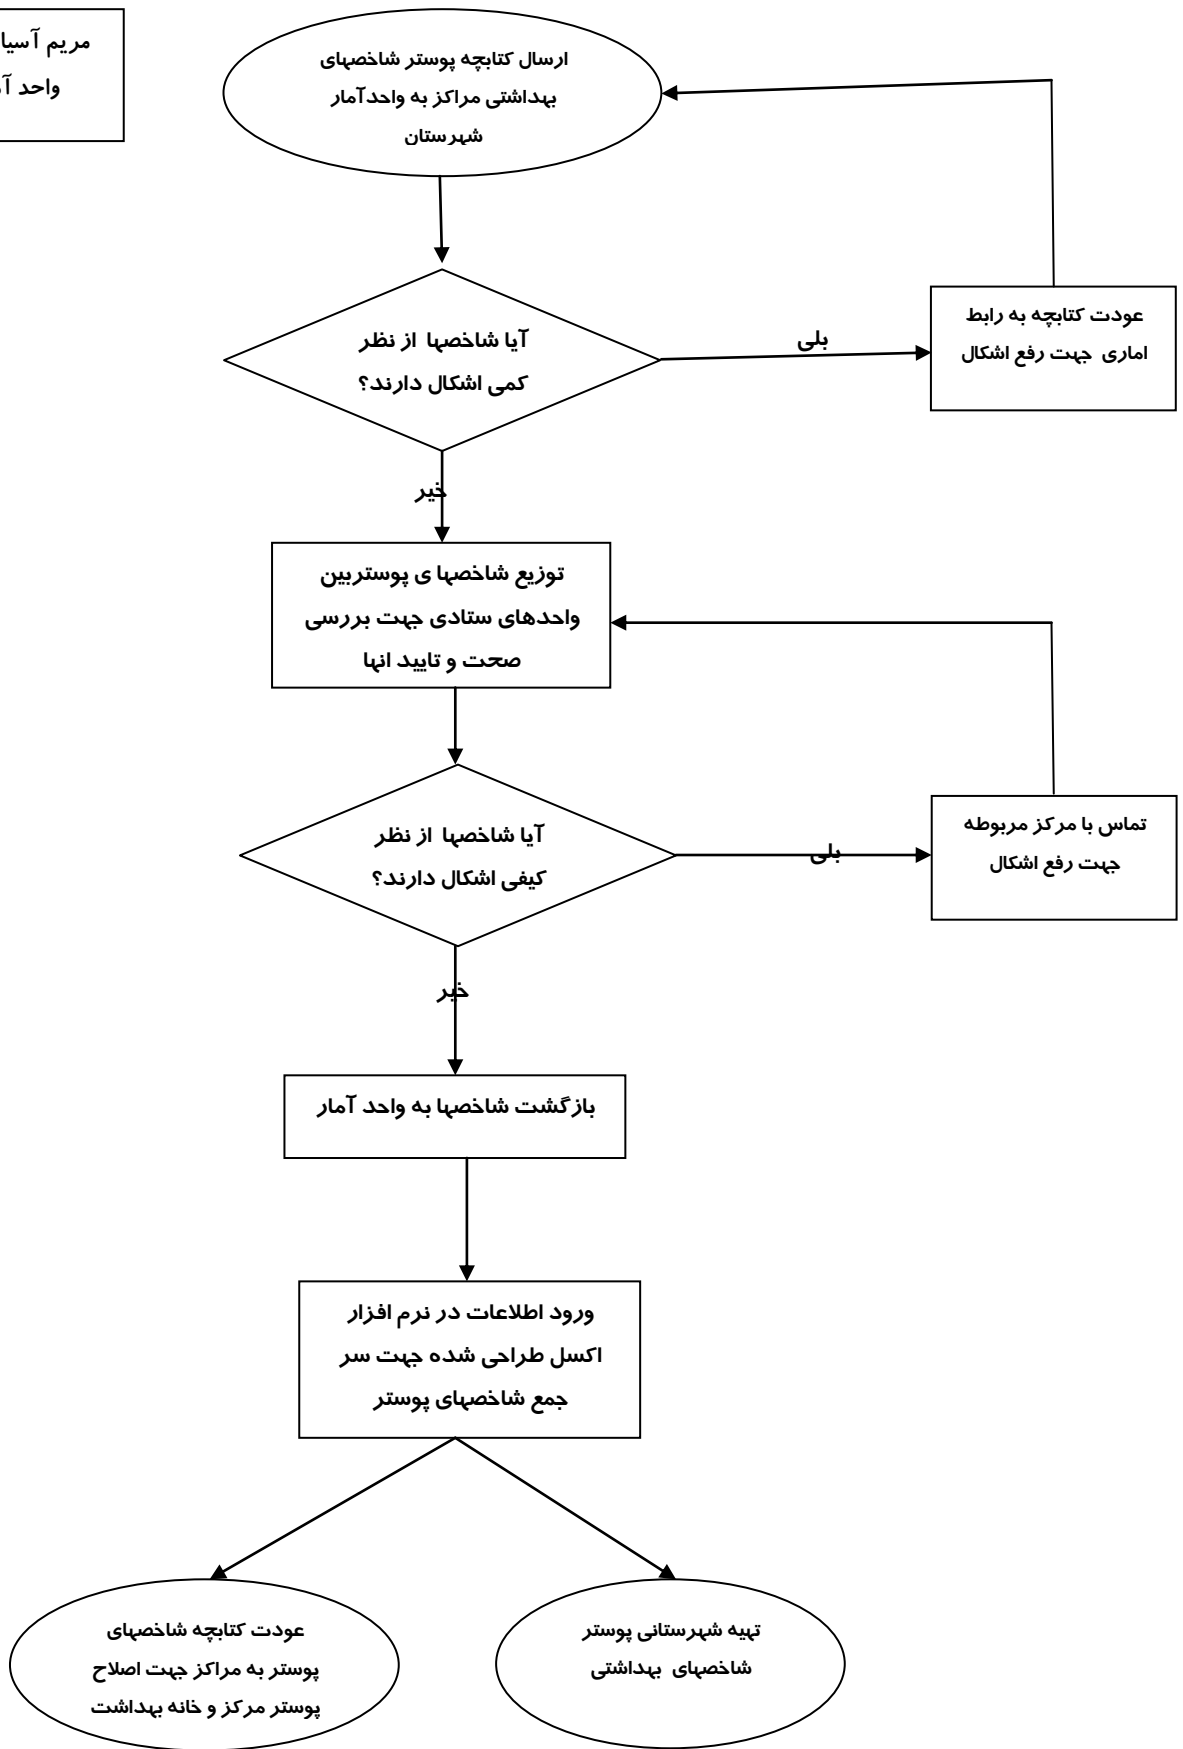 مریم آسیا
واحد
ارسال کتابچه پوستر شاخصهای
بهداشتی مراکز به واحدآمار
شهرستان
آیا شاخصها از نظر
کمی اشکال دارند؟
بلی
عودت کتابچه به رابط
اماری جهت رفع اشکال
خیر
توزیع شاخصها ی پوستربین
واحدهای ستادی جهت بررسی
صحت و تایید انها
آیا شاخصها از نظر
کیفی اشکال دارند؟
بلی
تماس با مرکز مربوطه
جهت رفع اشکال
خیر
بازگشت شاخصها به واحد آمار
ورود اطلاعات در نرم افزار
اکسل طراحی شده جهت سر
جمع شاخصهای پوستر
تهیه شهرستانی پوستر
شاخصهای بهداشتی
عودت کتابچه شاخصهای
پوستر به مراکز جهت اصلاح
پوستر مرکز و خانه بهداشت